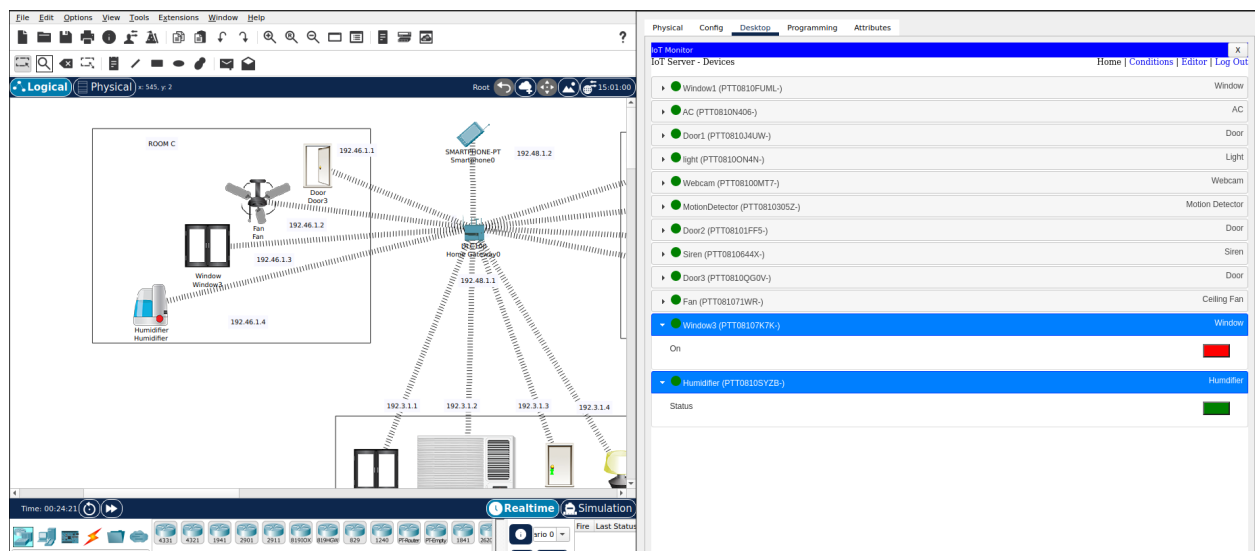 File Edit Options View Tools Extensions Window Help
?
Logical
Physical x: 545, y: 2
Root
15:01:00
ROOM C
192.46.1.1
Door
Door3
SMARTPHONE-PT
Smartphone0
192.48.1.2
Fan
Fan
192.46.1.2
Home Gateway0
192.46.1.3
Window
Window3
192.48.1.1
192.46.1.4
Humidifier
Humidifier
192.3.1.1
192.3.1.2
192.3.1.3
192.3.1.4
Time: 00:24:21
Realtime
Simulation
4331
4321
1941
2901
2911
819IOX
819HGW
829
1240
PT-Router
PT-Empty
1841
2620
ario 0
Fire
Last Status
Physical Config Desktop Programming Attributes
IoT Monitor
X
IoT Server - Devices
Home | Conditions | Editor | Log Out
Window1 (PTT0810FUML-) Window
AC (PTT0810N406-) AC
Door1 (PTT0810J4UW-) Door
light (PTT0810ON4N-) Light
Webcam (PTT08100MT7-) Webcam
MotionDetector (PTT0810305Z-) Motion Detector
Door2 (PTT08101FF5-) Door
Siren (PTT0810644X-) Siren
Door3 (PTT0810QG0V-) Door
Fan (PTT081071WR-) Ceiling Fan
Window3 (PTT08107K7K-) Window
On
Humidifier (PTT0810SYZB-) Humdifier
Status